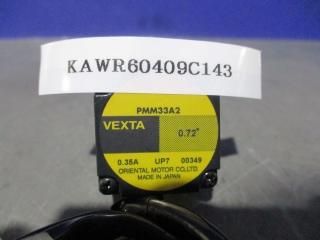 KAWR60409C143
PMM33A2
VEXTA 0.72°
0.35A UP7 00349
ORIENTAL MOTOR CO.,LTD.
MADE IN JAPAN